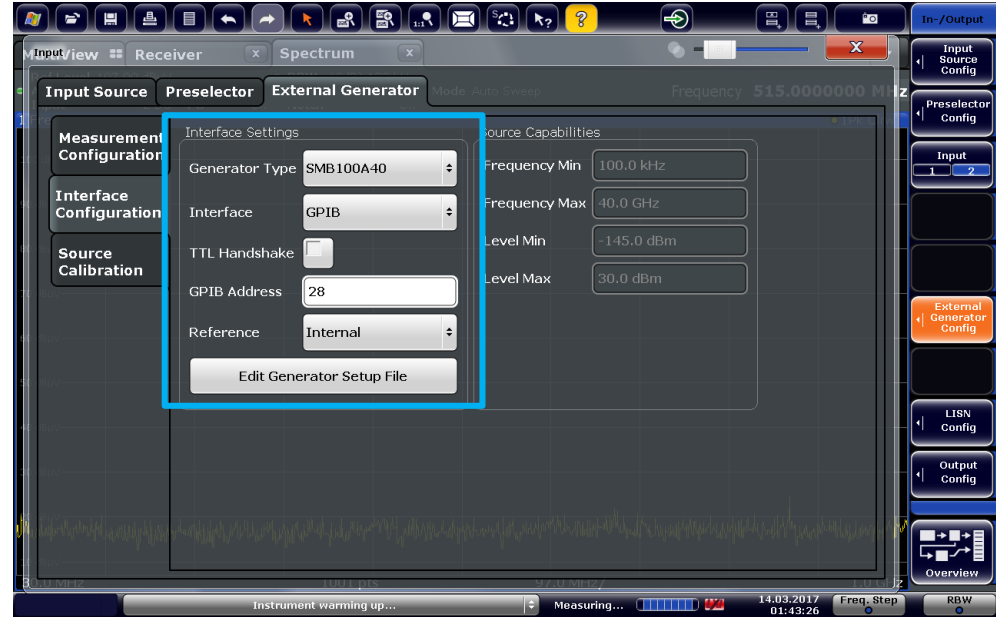 In-/Output
MultiView Receiver x Spectrum x
Input
X
Input Source Preselector External Generator
Mode Auto Sweep Frequency 515.0000000 MHz
Measurement
Configuration
Interface
Configuration
Source
Calibration
Interface Settings
Generator Type SMB100A40
Interface GPIB
TTL Handshake
GPIB Address 28
Reference Internal
Edit Generator Setup File
Source Capabilities
Frequency Min 100.0 kHz
Frequency Max 40.0 GHz
Level Min -145.0 dBm
Level Max 30.0 dBm
Input
Source
Config
Preselector
Config
Input
1 2
External
Generator
Config
LISN
Config
Output
Config
Overview
30.0 MHz 1001 pts 97.0 MHz/ 1.0 GHz
Instrument warming up... Measuring... 14.03.2017
01:43:26
Freq. Step RBW